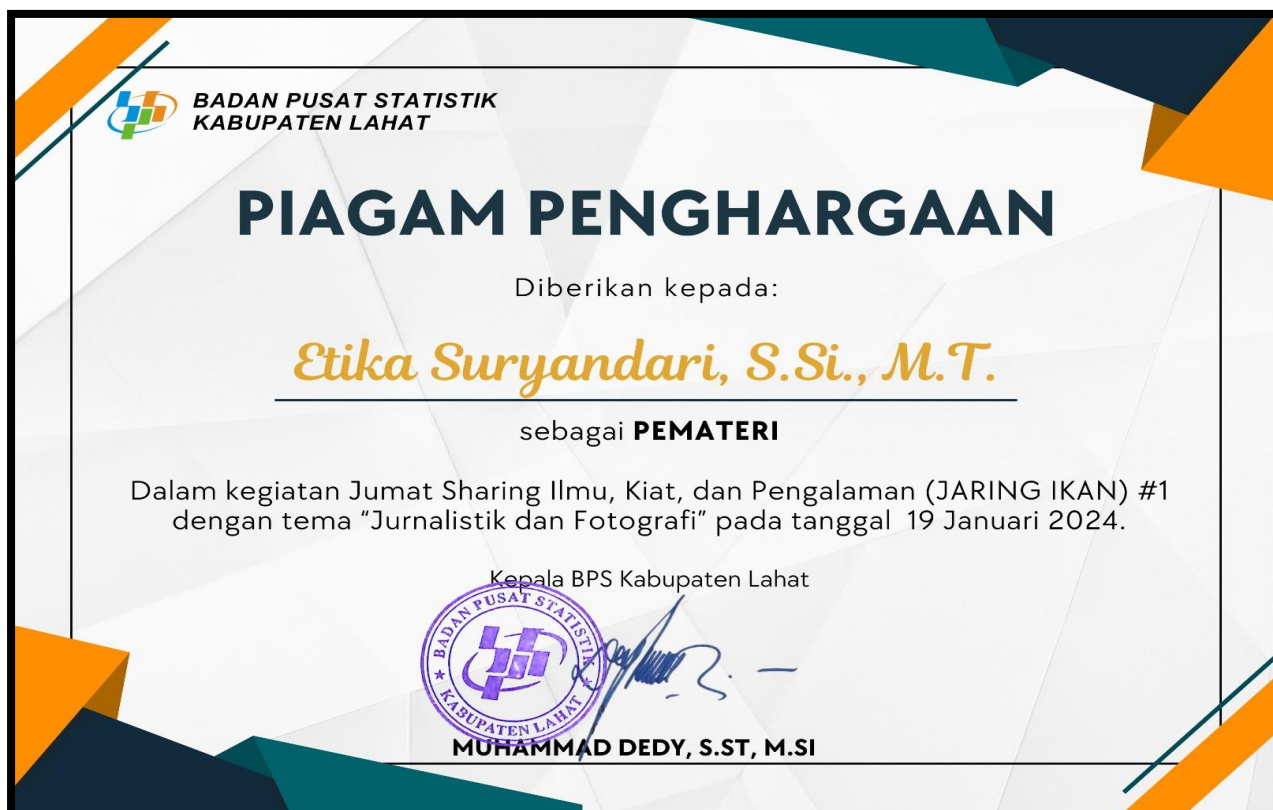 BADAN PUSAT STATISTIK
KABUPATEN LAHAT
PIAGAM PENGHARGAAN
Diberikan kepada:
Etika Suryandari, S.Si., M.T.
sebagai PEMATERI
Dalam kegiatan Jumat Sharing Ilmu, Kiat, dan Pengalaman (JARING IKAN) #1
dengan tema “Jurnalistik dan Fotografi” pada tanggal 19 Januari 2024.
Kepala BPS Kabupaten Lahat
BADAN PUSAT STATISTIK
KABUPATEN LAHAT
MUHAMMAD DEDY, S.ST, M.SI